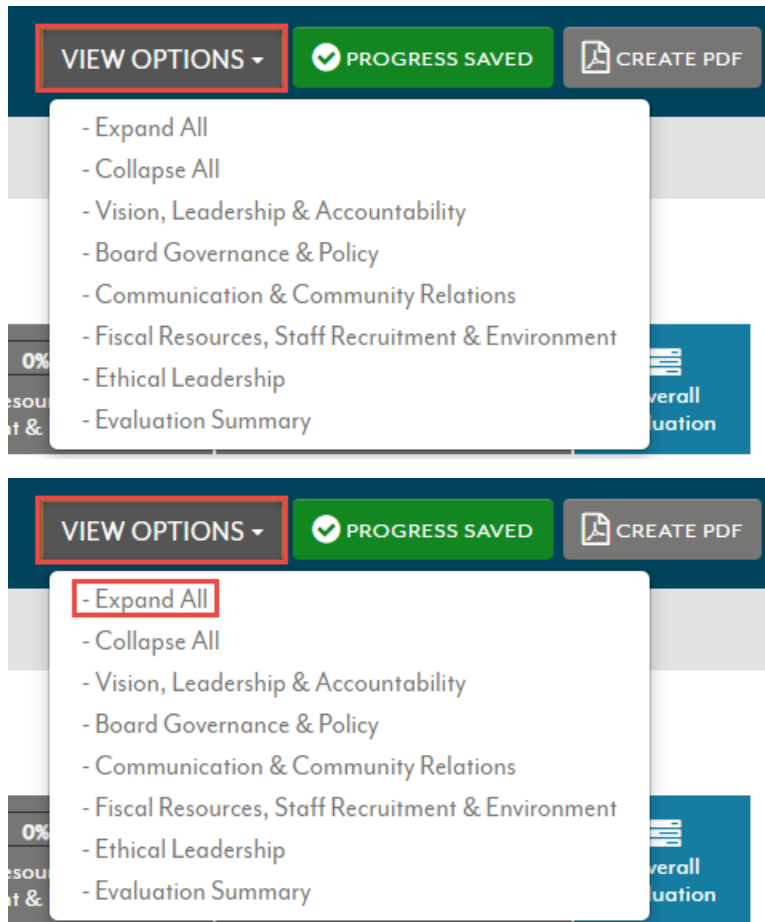 VIEW OPTIONS
PROGRESS SAVED
CREATE PDF
- Expand All
- Collapse All
- Vision, Leadership & Accountability
- Board Governance & Policy
- Communication & Community Relations
- Fiscal Resources, Staff Recruitment & Environment
- Ethical Leadership
- Evaluation Summary
0%
&
VIEW OPTIONS
PROGRESS SAVED
CREATE PDF
- Expand All
- Collapse All
- Vision, Leadership & Accountability
- Board Governance & Policy
- Communication & Community Relations
- Fiscal Resources, Staff Recruitment & Environment
- Ethical Leadership
- Evaluation Summary
0%
&